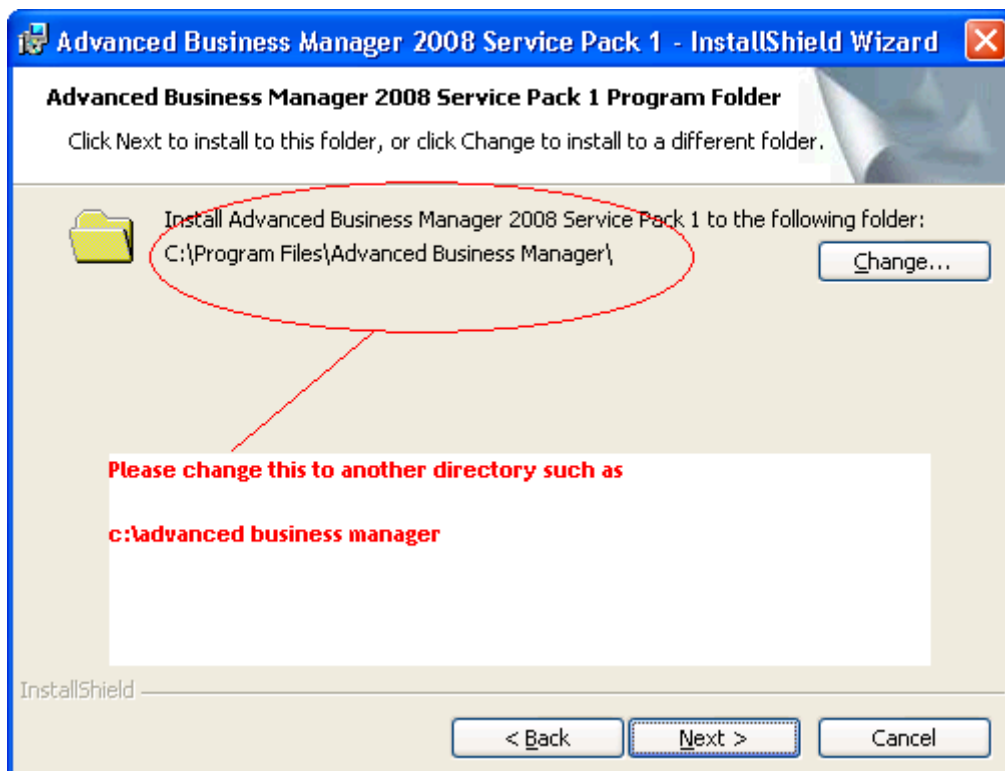 Advanced Business Manager 2008 Service Pack 1 - InstallShield Wizard
Advanced Business Manager 2008 Service Pack 1 Program Folder
Click Next to install to this folder, or click Change to install to a different folder.
Install Advanced Business Manager 2008 Service Pack 1 to the following folder:
C:\Program Files\Advanced Business Manager\
Change...
Please change this to another directory such as
c:\advanced business manager
InstallShield
< Back
Next >
Cancel